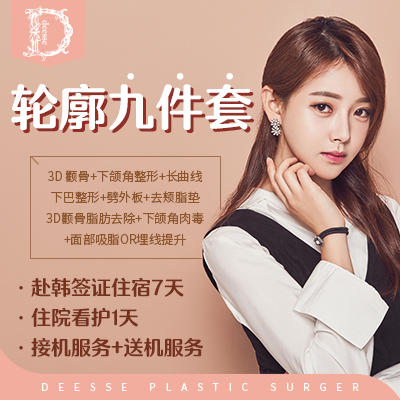 D
deesse
轮廓九件套
3D颧骨+下颌角整形+长曲线
下巴整形+劈外板+去颊脂垫
3D颧骨脂肪去除+下颌角肉毒
+面部吸脂OR埋线提升
·赴韩签证住宿7天
·住院看护1天
·接机服务+送机服务
DEESSE PLASTIC SURGER